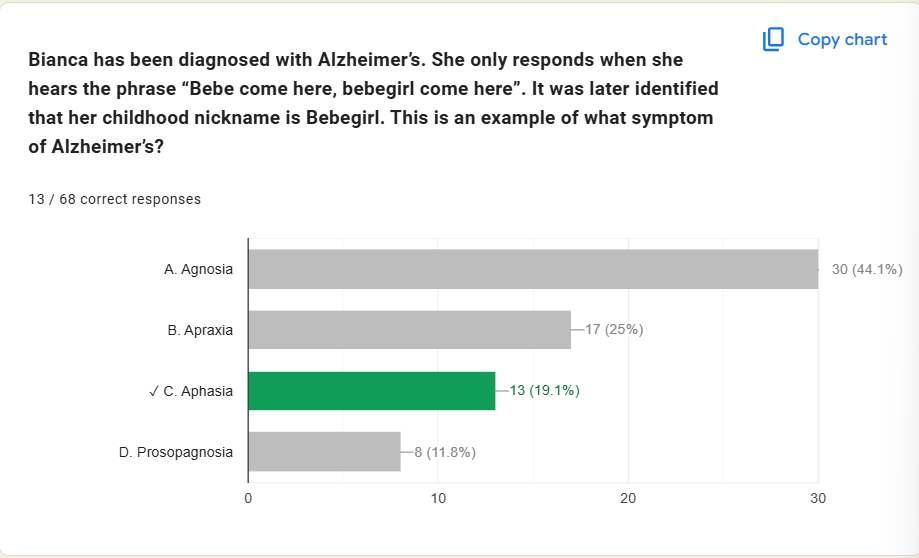 Copy chart
Bianca has been diagnosed with Alzheimer’s. She only responds when she
hears the phrase “Bebe come here, bebegirl come here”. It was later identified
that her childhood nickname is Bebegirl. This is an example of what symptom
of Alzheimer’s?
13 / 68 correct responses
A. Agnosia 30 (44.1%)
B. Apraxia 17 (25%)
✓ C. Aphasia 13 (19.1%)
D. Prosopagnosia 8 (11.8%)
0 10 20 30